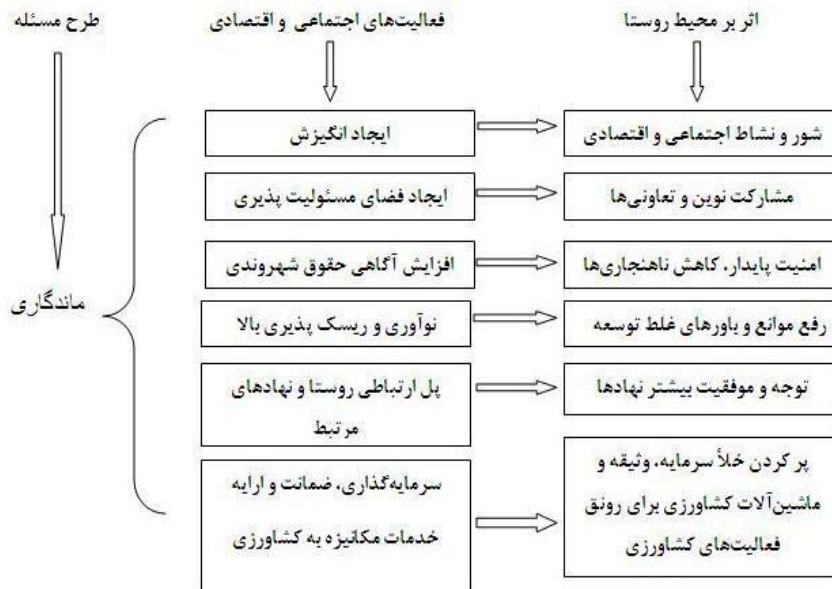 طرح مسئله
فعالیت‌های اجتماعی و اقتصادی
اثر بر محیط روستا
ماندگاری
ایجاد انگیزش
شور و نشاط اجتماعی و اقتصادی
ایجاد فضای مسئولیت پذیری
مشارکت نوین و تعاونی‌ها
افزایش آگاهی حقوق شهروندی
امنیت پایدار، کاهش ناهنجاری‌ها
نوآوری و ریسک پذیری بالا
رفع موانع و باورهای غلط توسعه
پل ارتباطی روستا و نهادهای
مرتبط
توجه و موفقیت بیشتر نهادها
سرمایه‌گذاری، ضمانت و ارایه
خدمات مکانیزه به کشاورزی
پر کردن خلأ سرمایه، وثیقه و
ماشین‌آلات کشاورزی برای رونق
فعالیت‌های کشاورزی